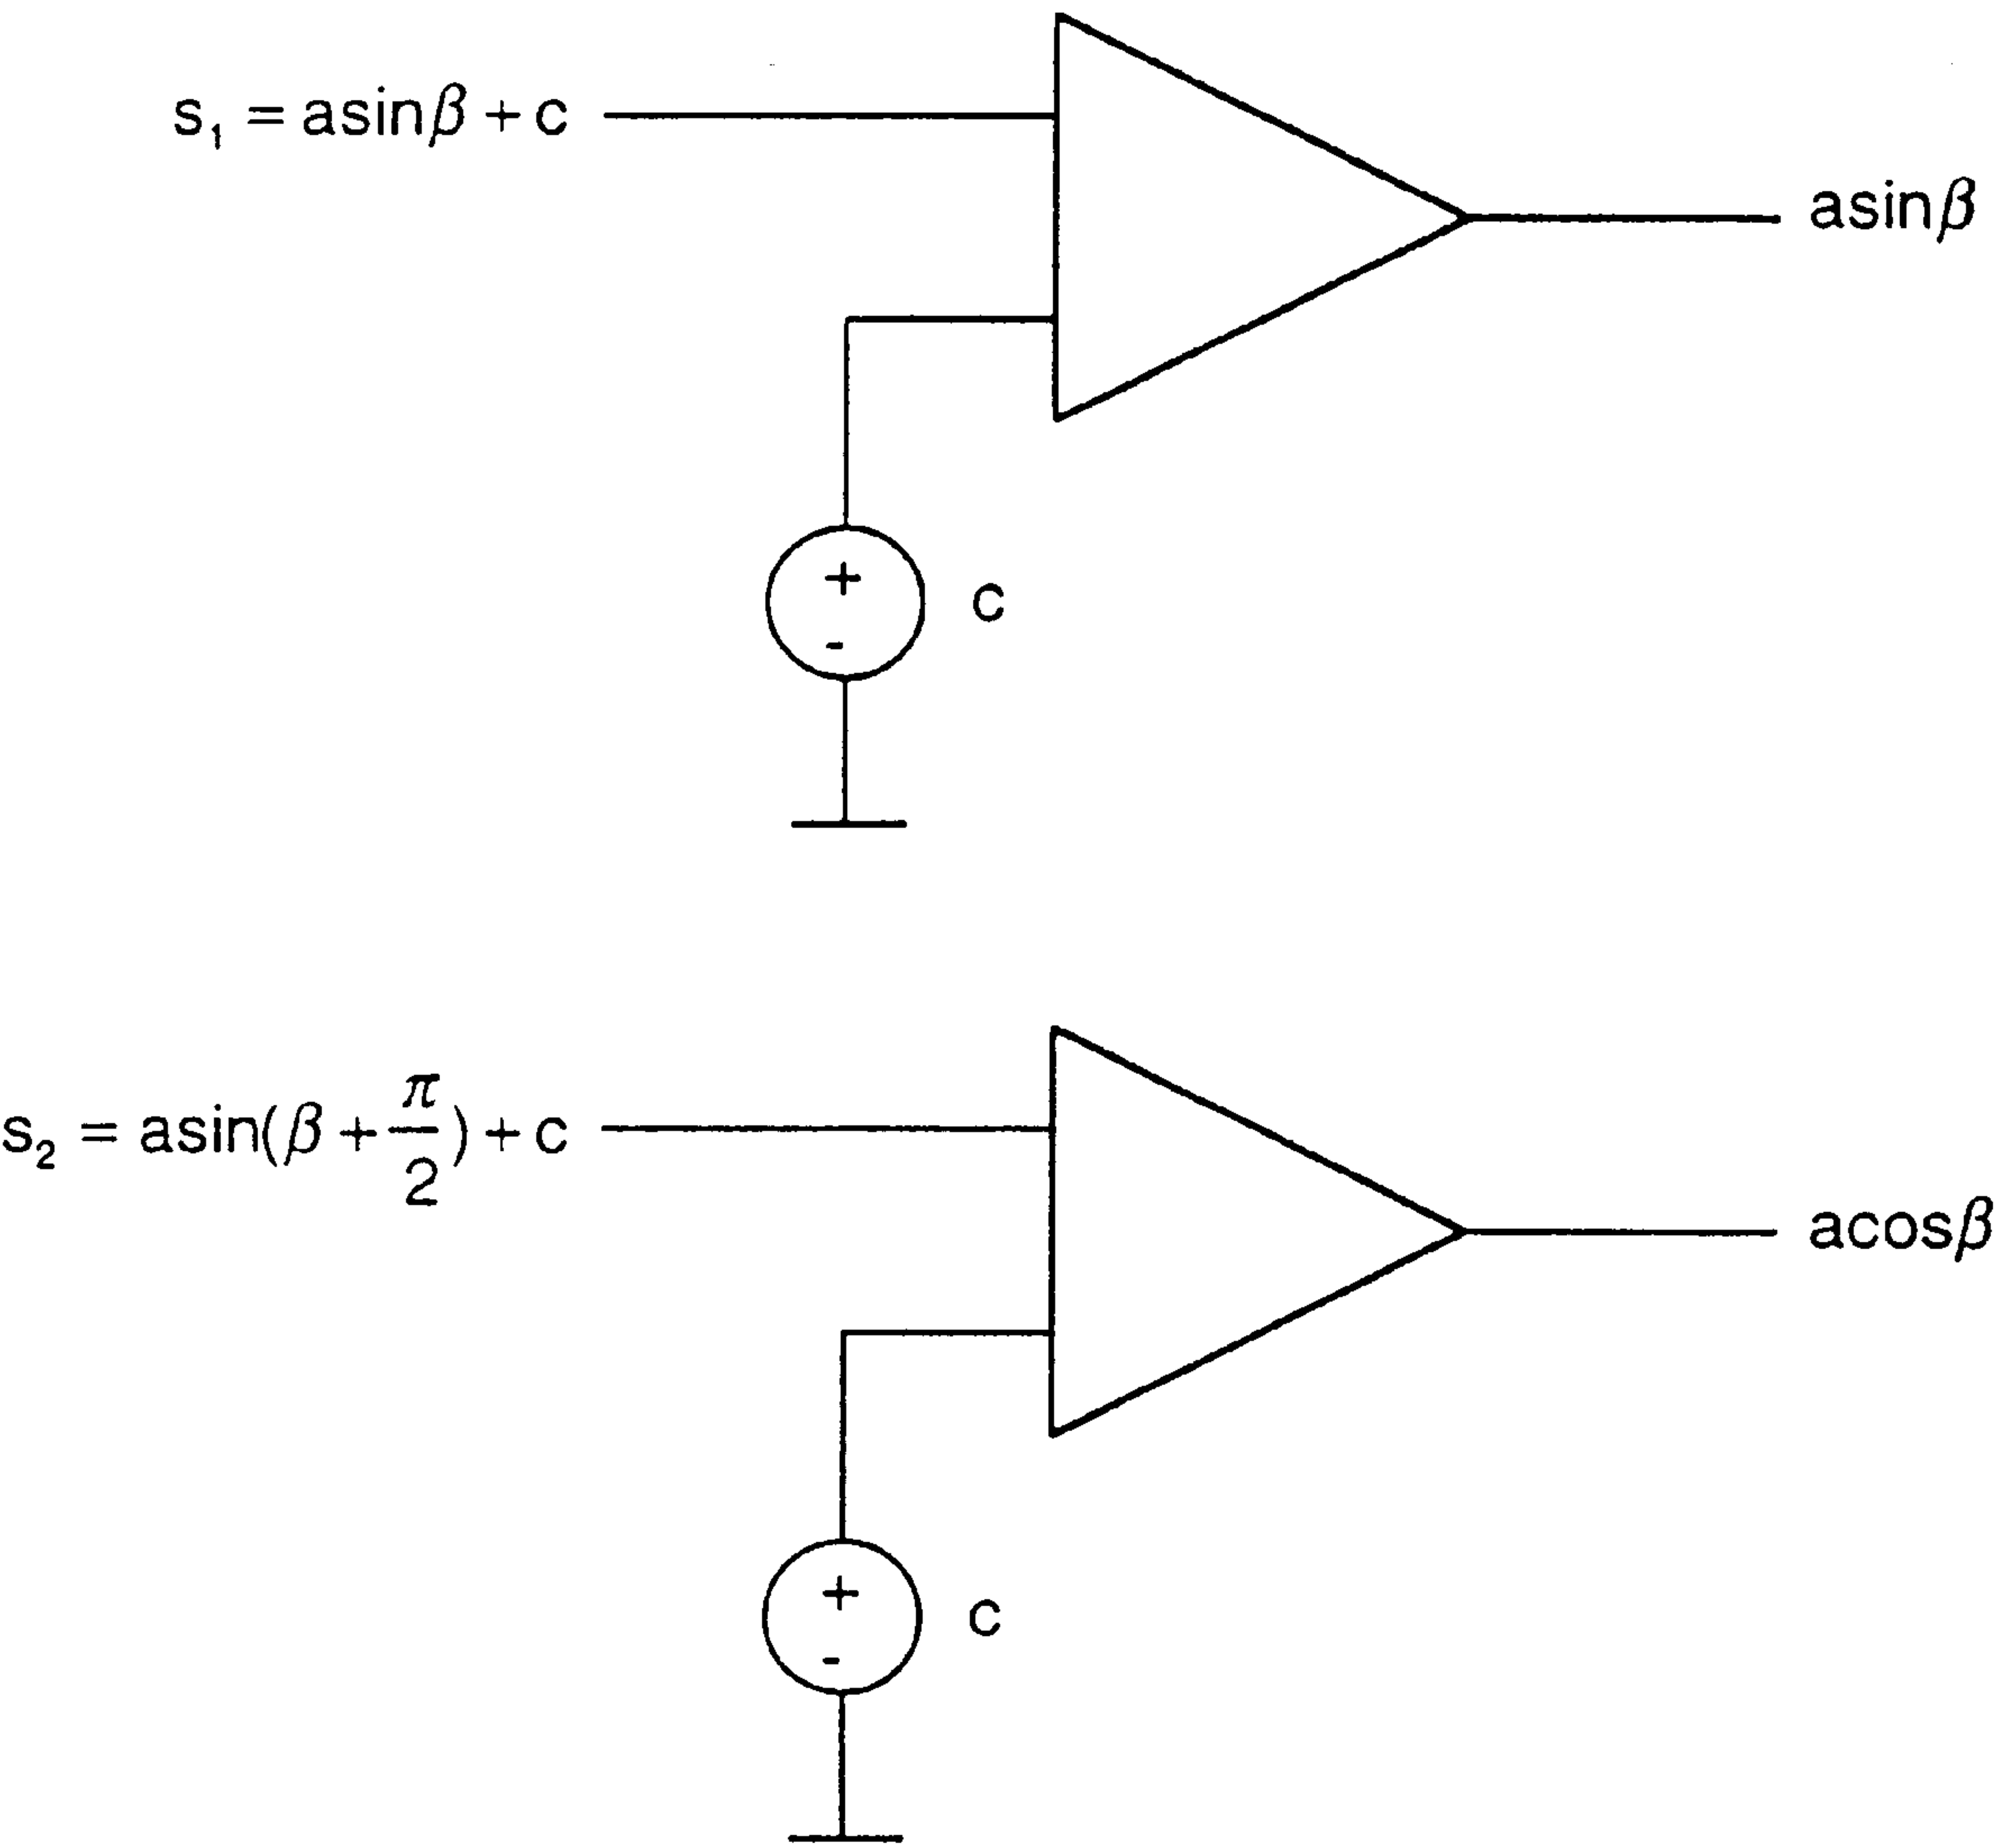 s₁ = asinβ + c
asinβ
+
-
c
s₂ = asin(β + π/2) + c
acosβ
+
-
c